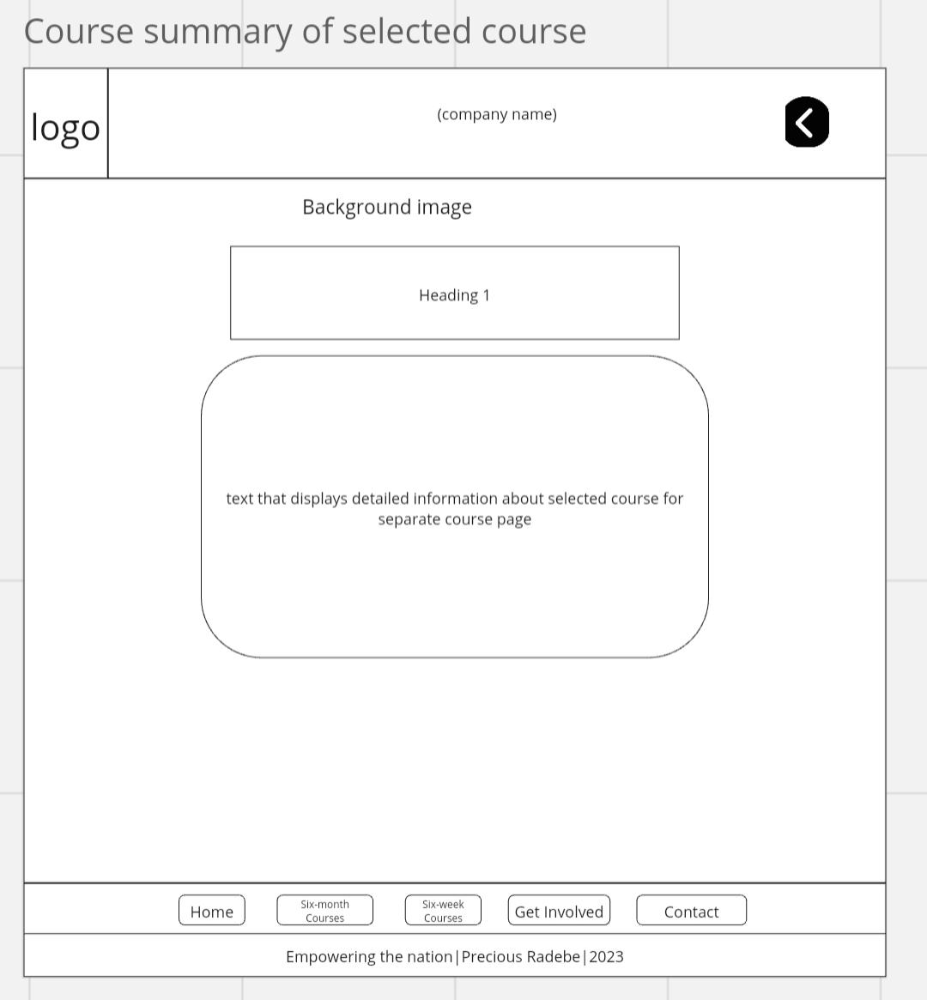 Course summary of selected course
logo
(company name)
Background image
Heading 1
text that displays detailed information about selected course for
separate course page
Home
Six-month
Courses
Six-week
Courses
Get Involved
Contact
Empowering the nation|Precious Radebe|2023